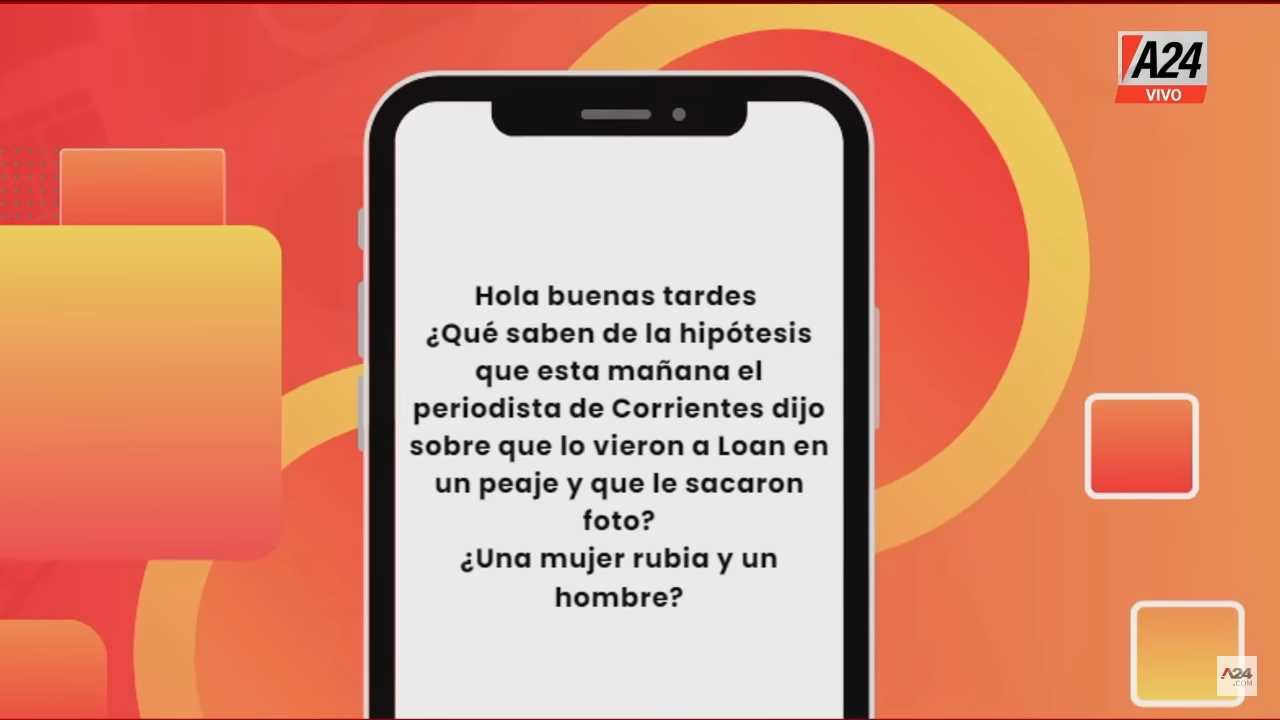 A24
VIVO
Hola buenas tardes
¿Qué saben de la hipótesis
que esta mañana el
periodista de Corrientes dijo
sobre que lo vieron a Loan en
un peaje y que le sacaron
foto?
¿Una mujer rubia y un
hombre?
A24
.COM